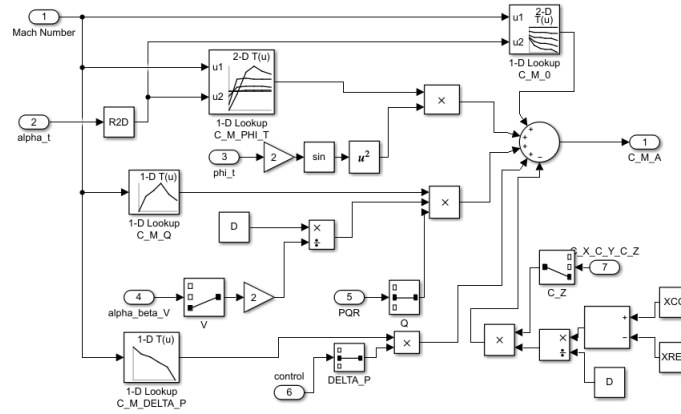 1
Mach Number
2-D
T(u)
u1
u2
1-D Lookup
C_M_0
2-D T(u)
u1
u2
1-D Lookup
C_M_PHI_T
×
2
alpha_t
R2D
3
phi_t
2
sin
u²
+
+
+
+
−
1
C_M_A
1-D T(u)
1-D Lookup
C_M_Q
D
×
÷
×
4
alpha_beta_V
V
2
5
PQR
Q
C_X_C_Y_C_Z
7
C_Z
1-D T(u)
1-D Lookup
C_M_DELTA_P
control
6
DELTA_P
×
×
×
÷
+
−
XCG
XREF
D